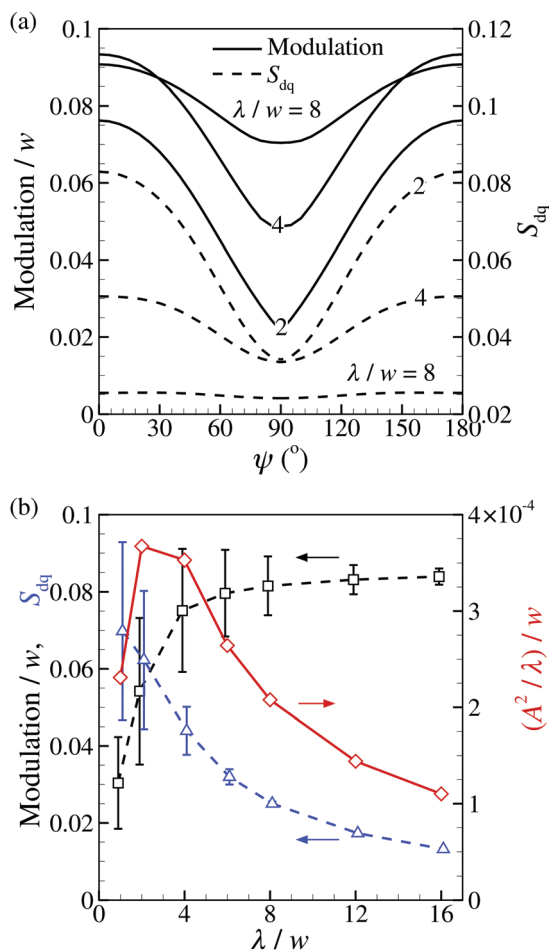 (a)
0.1
0.08
0.06
0.04
0.02
0
Modulation / w
Modulation
S_dq
λ / w = 8
4
2
2
4
λ / w = 8
0.12
0.1
0.08
0.06
0.04
0.02
S_dq
0 30 60 90 120 150 180
ψ (°)
(b)
0.1
0.08
0.06
0.04
0.02
0
Modulation / w, S_dq
4×10⁻⁴
3
2
1
0
(A² / λ) / w
0 4 8 12 16
λ / w